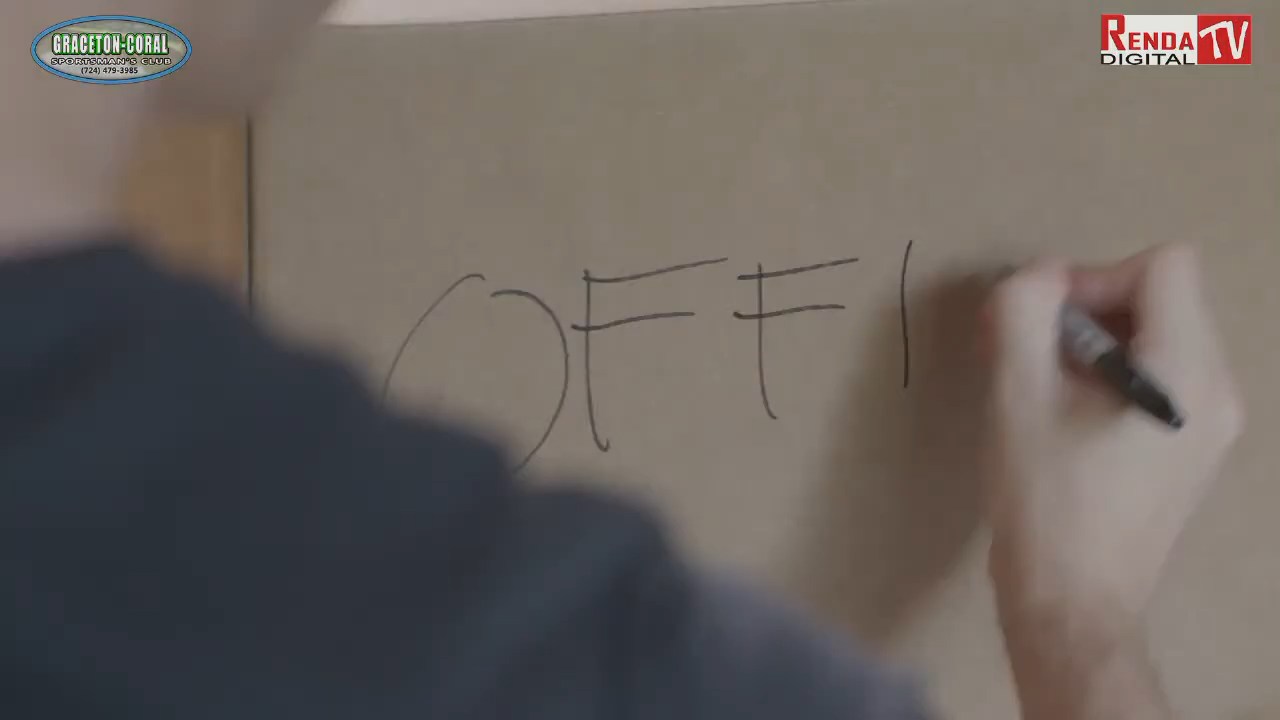 GRACETON-CORAL
SPORTSMAN'S CLUB
(724) 479-3985
RENDA TV
DIGITAL
OFFI